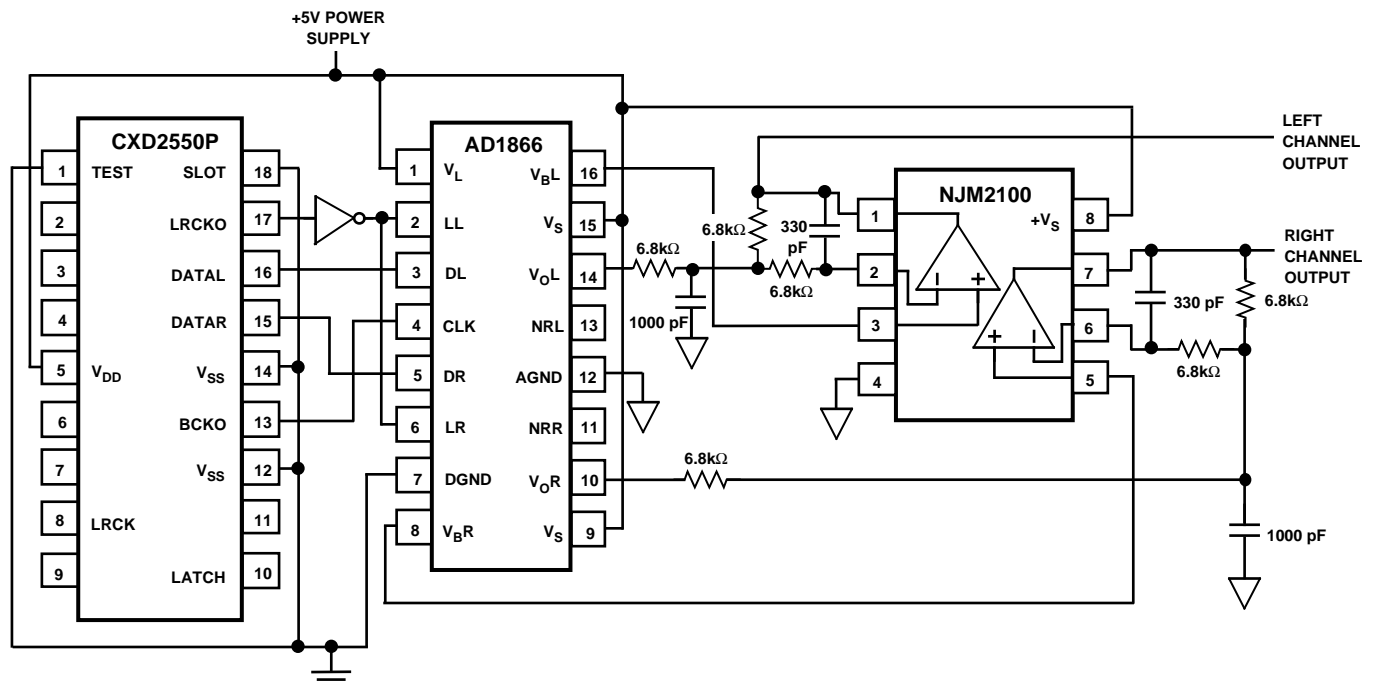 +5V POWER
SUPPLY
CXD2550P
1 TEST SLOT 18
2 LRCKO 17
3 DATAL 16
4 DATAR 15
5 VDD VSS 14
6 BCKO 13
7 VSS 12
8 LRCK 11
9 LATCH 10
AD1866
1 VL VBL 16
2 LL VS 15
3 DL VOL 14
4 CLK NRL 13
5 DR AGND 12
6 LR NRR 11
7 DGND VOR 10
8 VBR VS 9
6.8kΩ
1000 pF
6.8kΩ
330
pF
6.8kΩ
6.8kΩ
NJM2100
1 +VS 8
2 7
3 6
4 5
– +
+ –
LEFT
CHANNEL
OUTPUT
RIGHT
CHANNEL
OUTPUT
330 pF
6.8kΩ
6.8kΩ
1000 pF